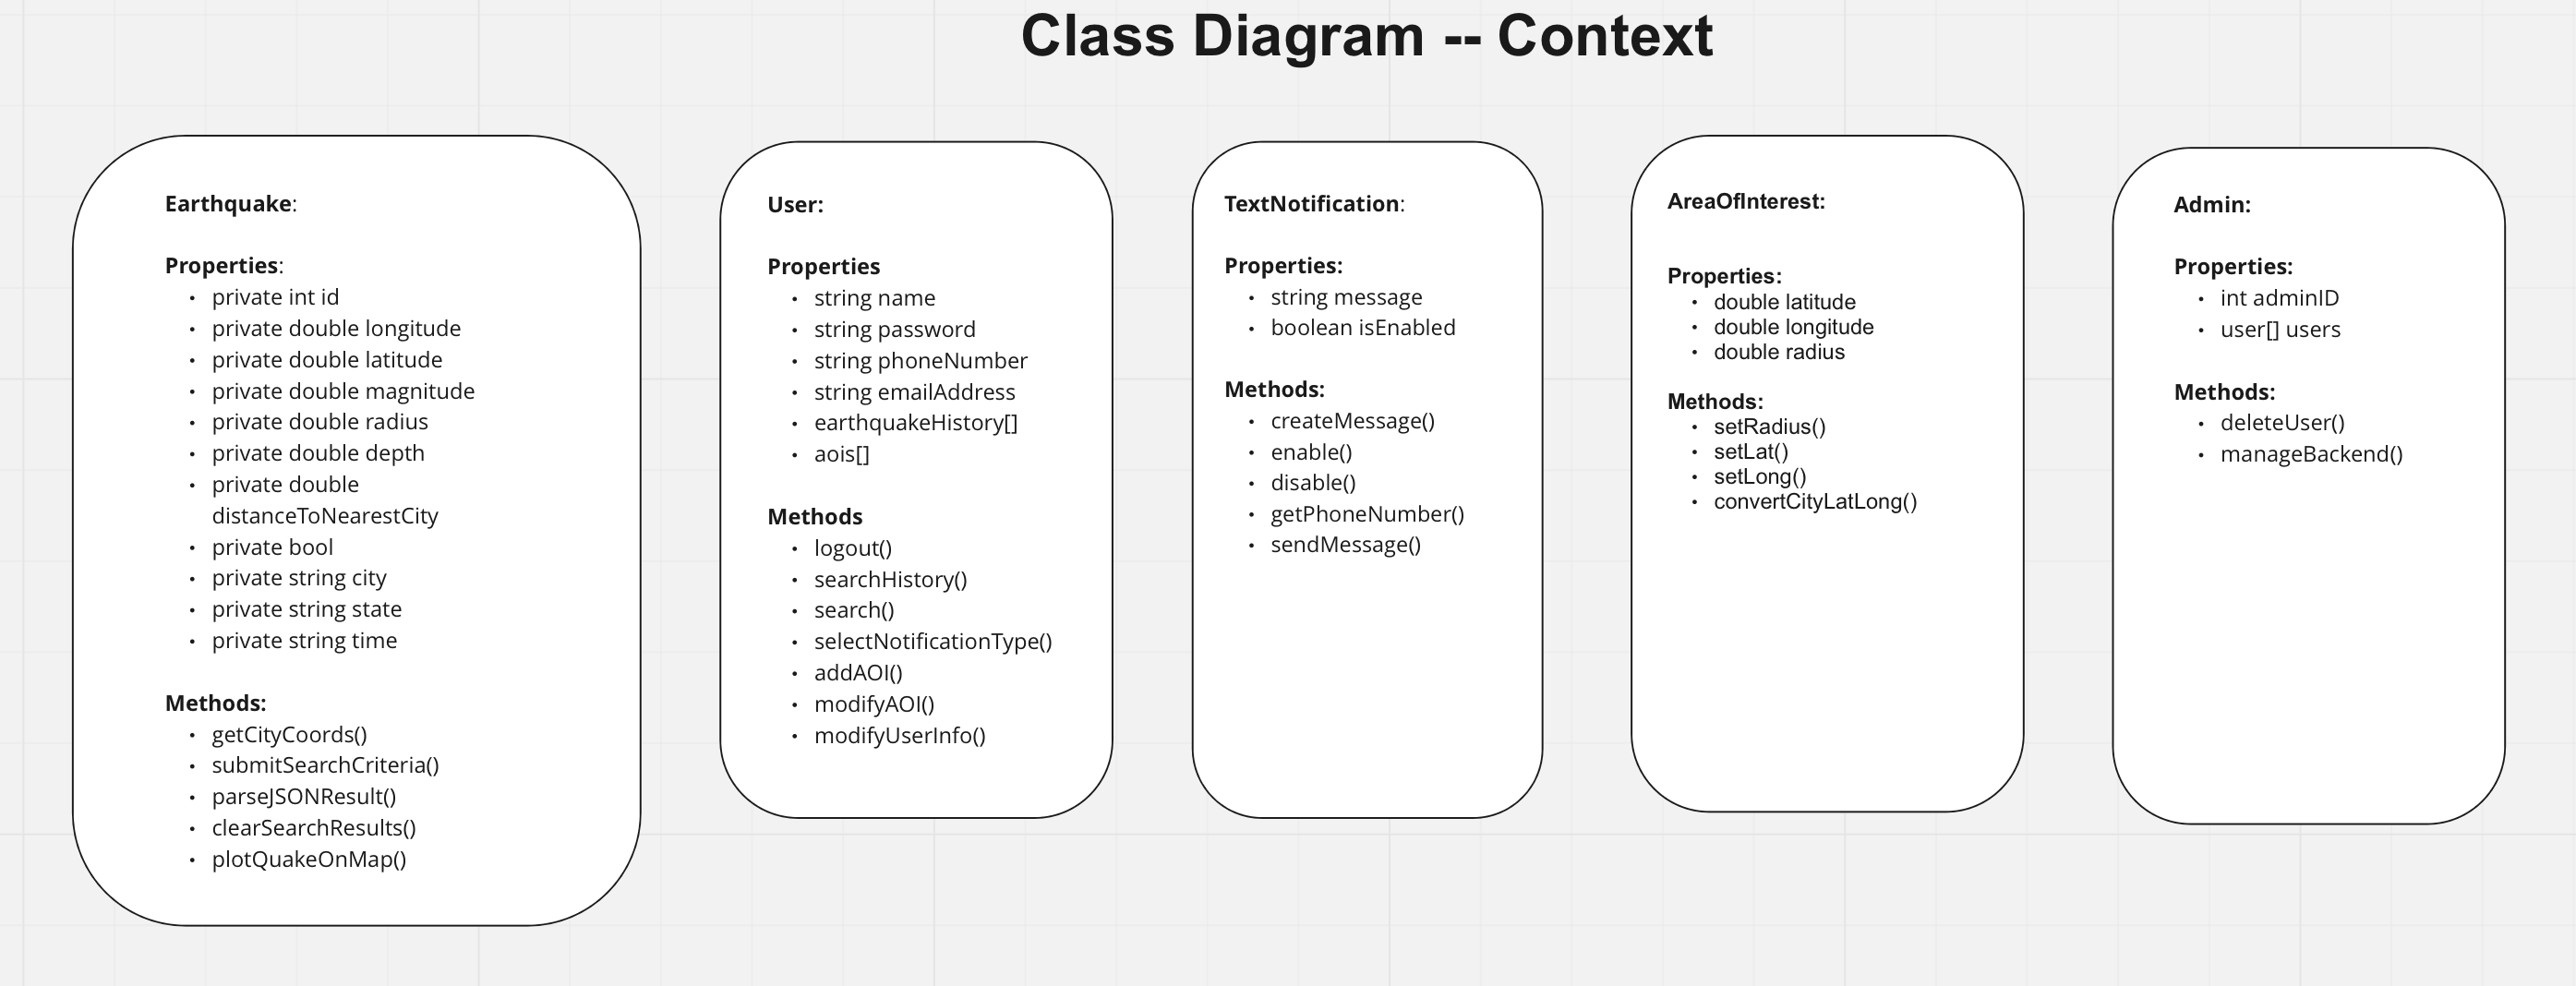 Class Diagram -- Context
Earthquake:
Properties:
• private int id
• private double longitude
• private double latitude
• private double magnitude
• private double radius
• private double depth
• private double
distanceToNearestCity
• private bool
• private string city
• private string state
• private string time
Methods:
• getCityCoords()
• submitSearchCriteria()
• parseJSONResult()
• clearSearchResults()
• plotQuakeOnMap()
User:
Properties
• string name
• string password
• string phoneNumber
• string emailAddress
• earthquakeHistory[]
• aois[]
Methods
• logout()
• searchHistory()
• search()
• selectNotificationType()
• addAOI()
• modifyAOI()
• modifyUserInfo()
TextNotification:
Properties:
• string message
• boolean isEnabled
Methods:
• createMessage()
• enable()
• disable()
• getPhoneNumber()
• sendMessage()
AreaOfInterest:
Properties:
• double latitude
• double longitude
• double radius
Methods:
• setRadius()
• setLat()
• setLong()
• convertCityLatLong()
Admin:
Properties:
• int adminID
• user[] users
Methods:
• deleteUser()
• manageBackend()